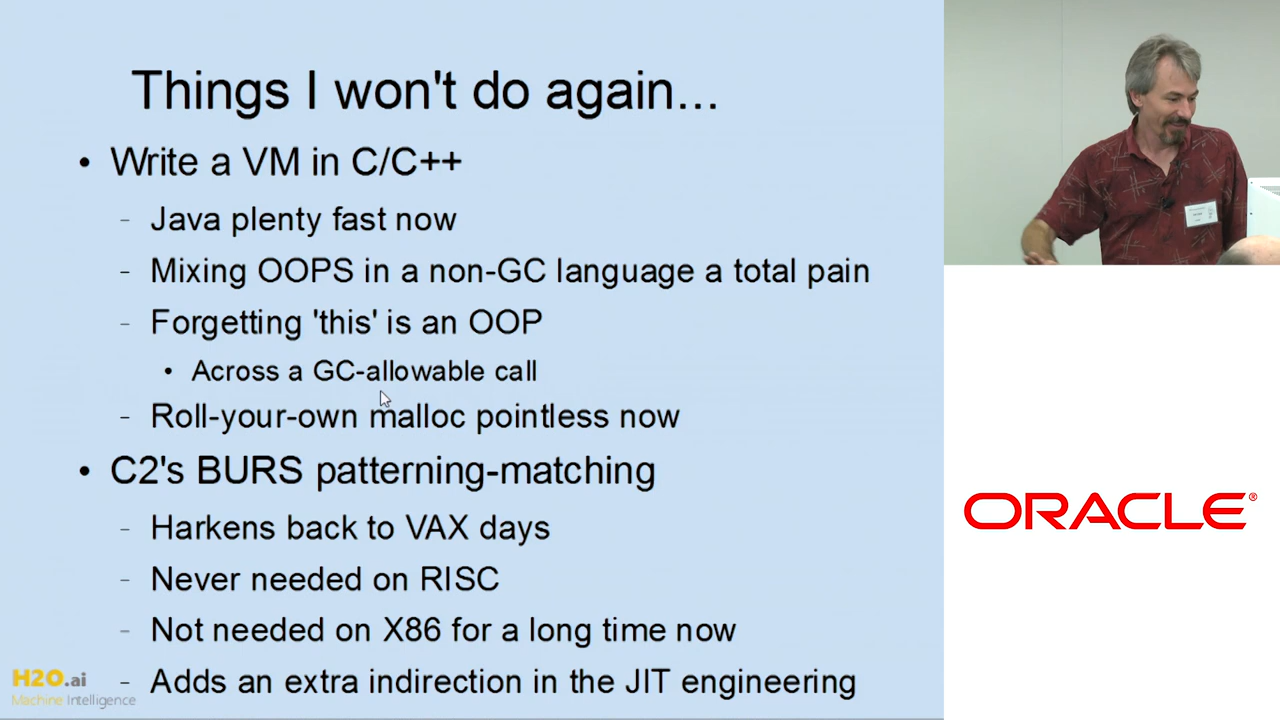 Things I won't do again...
• Write a VM in C/C++
- Java plenty fast now
- Mixing OOPS in a non-GC language a total pain
- Forgetting 'this' is an OOP
• Across a GC-allowable call
- Roll-your-own malloc pointless now
• C2's BURS patterning-matching
- Harkens back to VAX days
- Never needed on RISC
- Not needed on X86 for a long time now
- Adds an extra indirection in the JIT engineering
H2O.ai
Machine Intelligence
ORACLE®